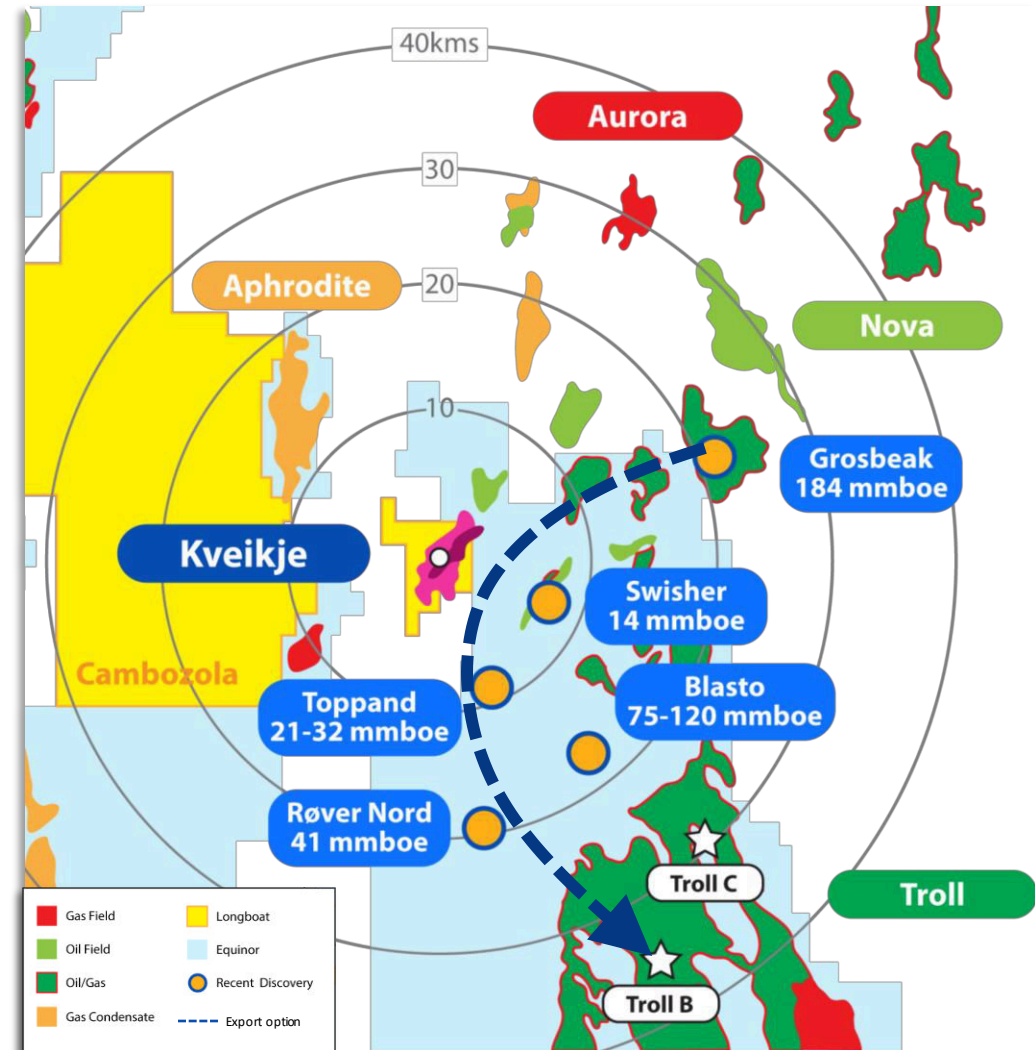 40kms
Aurora
30
Aphrodite
20
Nova
10
Grosbeak
184 mmboe
Kveikje
Swisher
14 mmboe
Cambozola
Toppand
21-32 mmboe
Blasto
75-120 mmboe
Røver Nord
41 mmboe
Troll C
Troll
Troll B
Gas Field
Longboat
Oil Field
Equinor
Oil/Gas
Recent Discovery
Gas Condensate
Export option